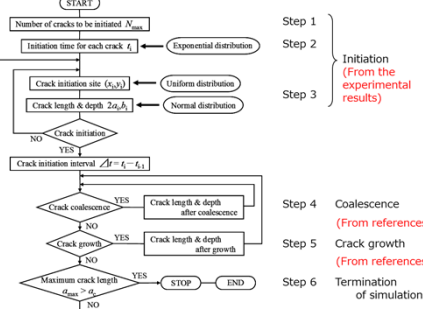 START
Number of cracks to be initiated Nmax
Step 1
Initiation time for each crack ti
Exponential distribution
Step 2
Initiation
(From the
experimental
results)
Crack initiation site (xi,yi)
Uniform distribution
Step 3
Crack length & depth 2ai,bi
Normal distribution
Crack initiation
NO
YES
Crack initiation interval ⊿t = ti − ti-1
Crack coalescence
YES
Crack length & depth
after coalescence
Step 4
Coalescence
(From references
NO
Crack growth
YES
Crack length & depth
after growth
Step 5
Crack growth
(From references
NO
Maximum crack length
amax > ac
YES
STOP
END
Step 6
Termination
of simulation
NO